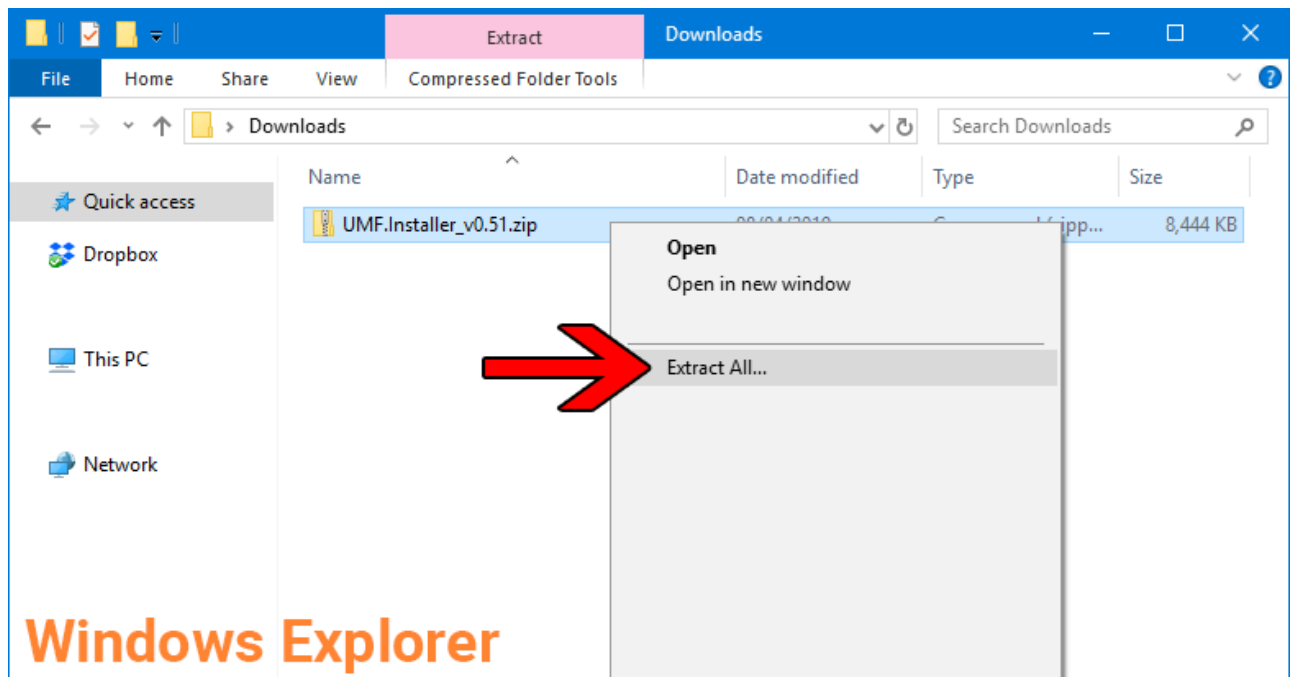 Extract
Downloads
File Home Share View Compressed Folder Tools
Downloads
Search Downloads
Name Date modified Type Size
Quick access
UMF.Installer_v0.51.zip 8,444 KB
Open
Dropbox
Open in new window
This PC
Extract All...
Network
Windows Explorer